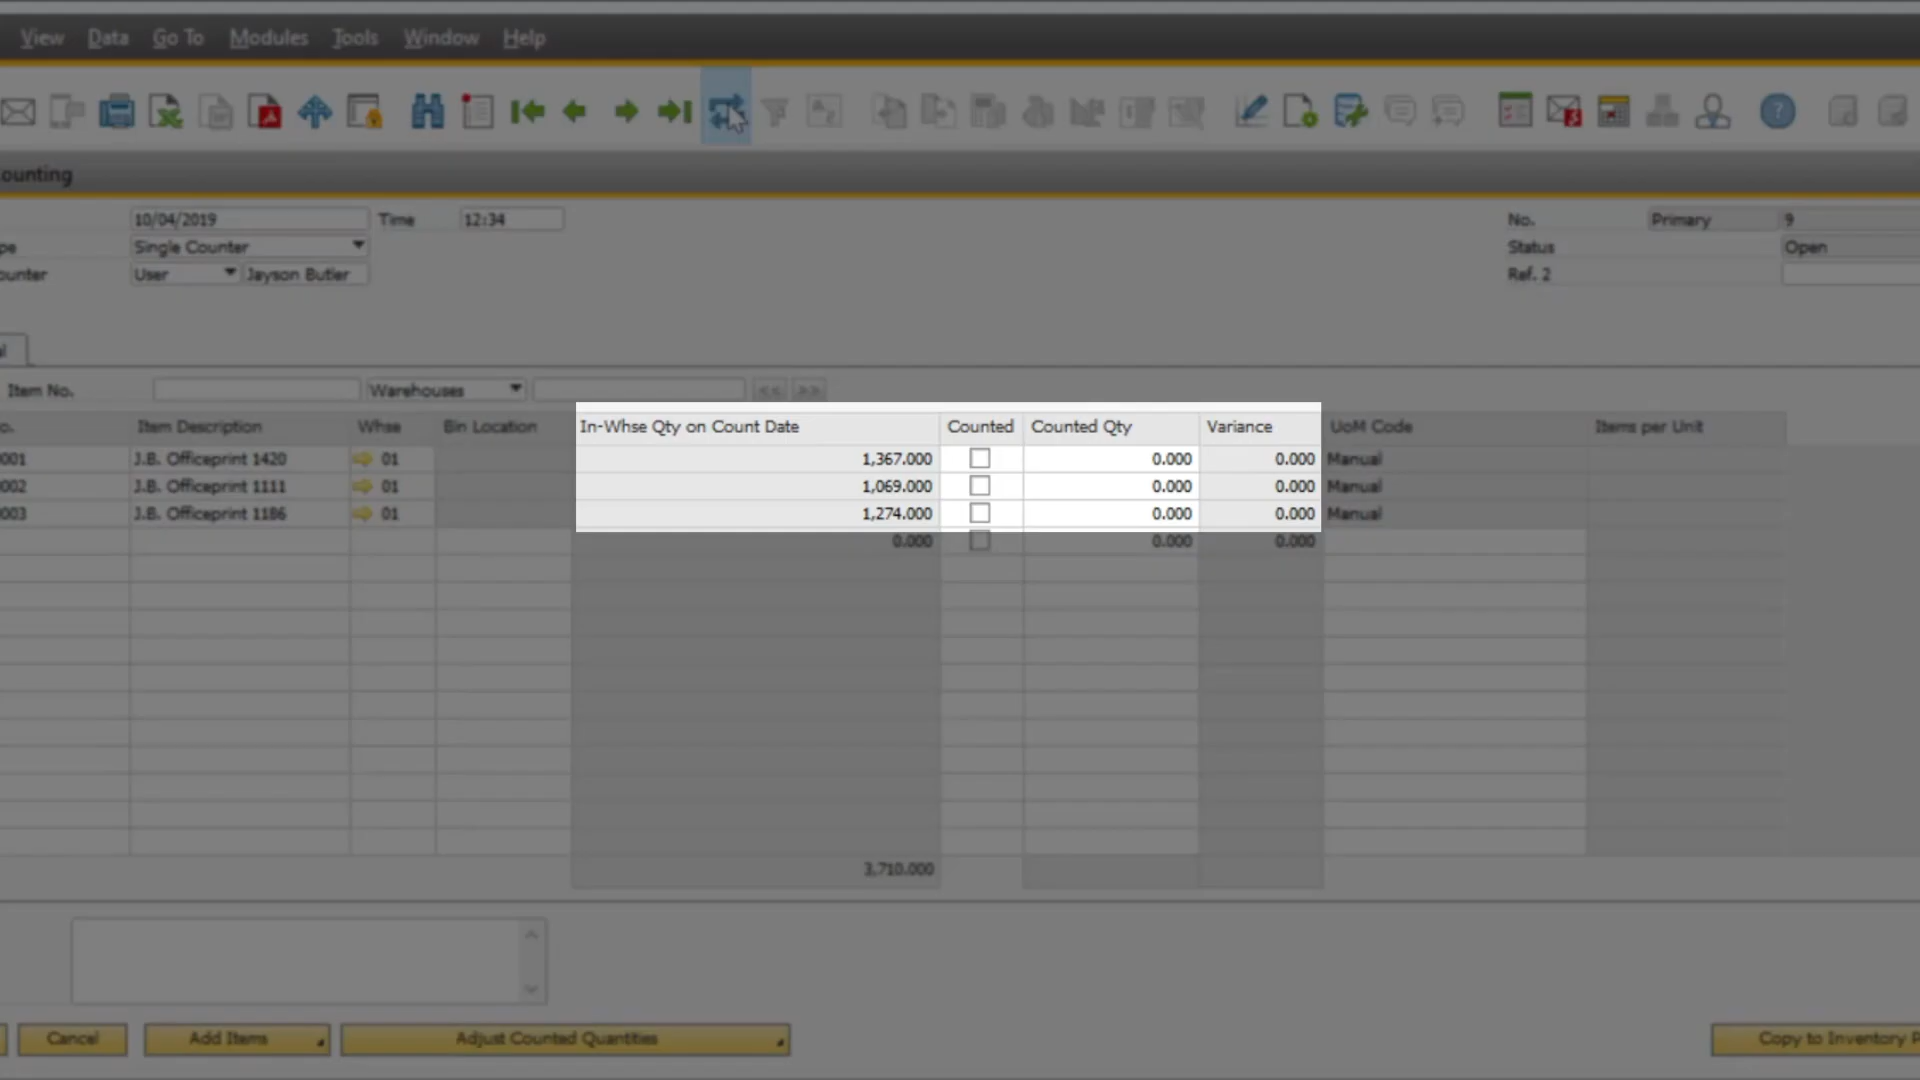 View Data Go To Modules Tools Window Help
ounting
10/04/2019 Time 12:34 No. Primary 9
pe Single Counter Status Open
ounter User Jayson Butler Ref. 2
Item No. Warehouses << >>
o. Item Description Whse Bin Location In-Whse Qty on Count Date Counted Counted Qty Variance UoM Code Items per Unit
001 J.B. Officeprint 1420 01 1,367.000 0.000 0.000 Manual
002 J.B. Officeprint 1111 01 1,069.000 0.000 0.000 Manual
003 J.B. Officeprint 1186 01 1,274.000 0.000 0.000 Manual
0.000 0.000 0.000
3,710.000
Cancel Add Items Adjust Counted Quantities Copy to Inventory P